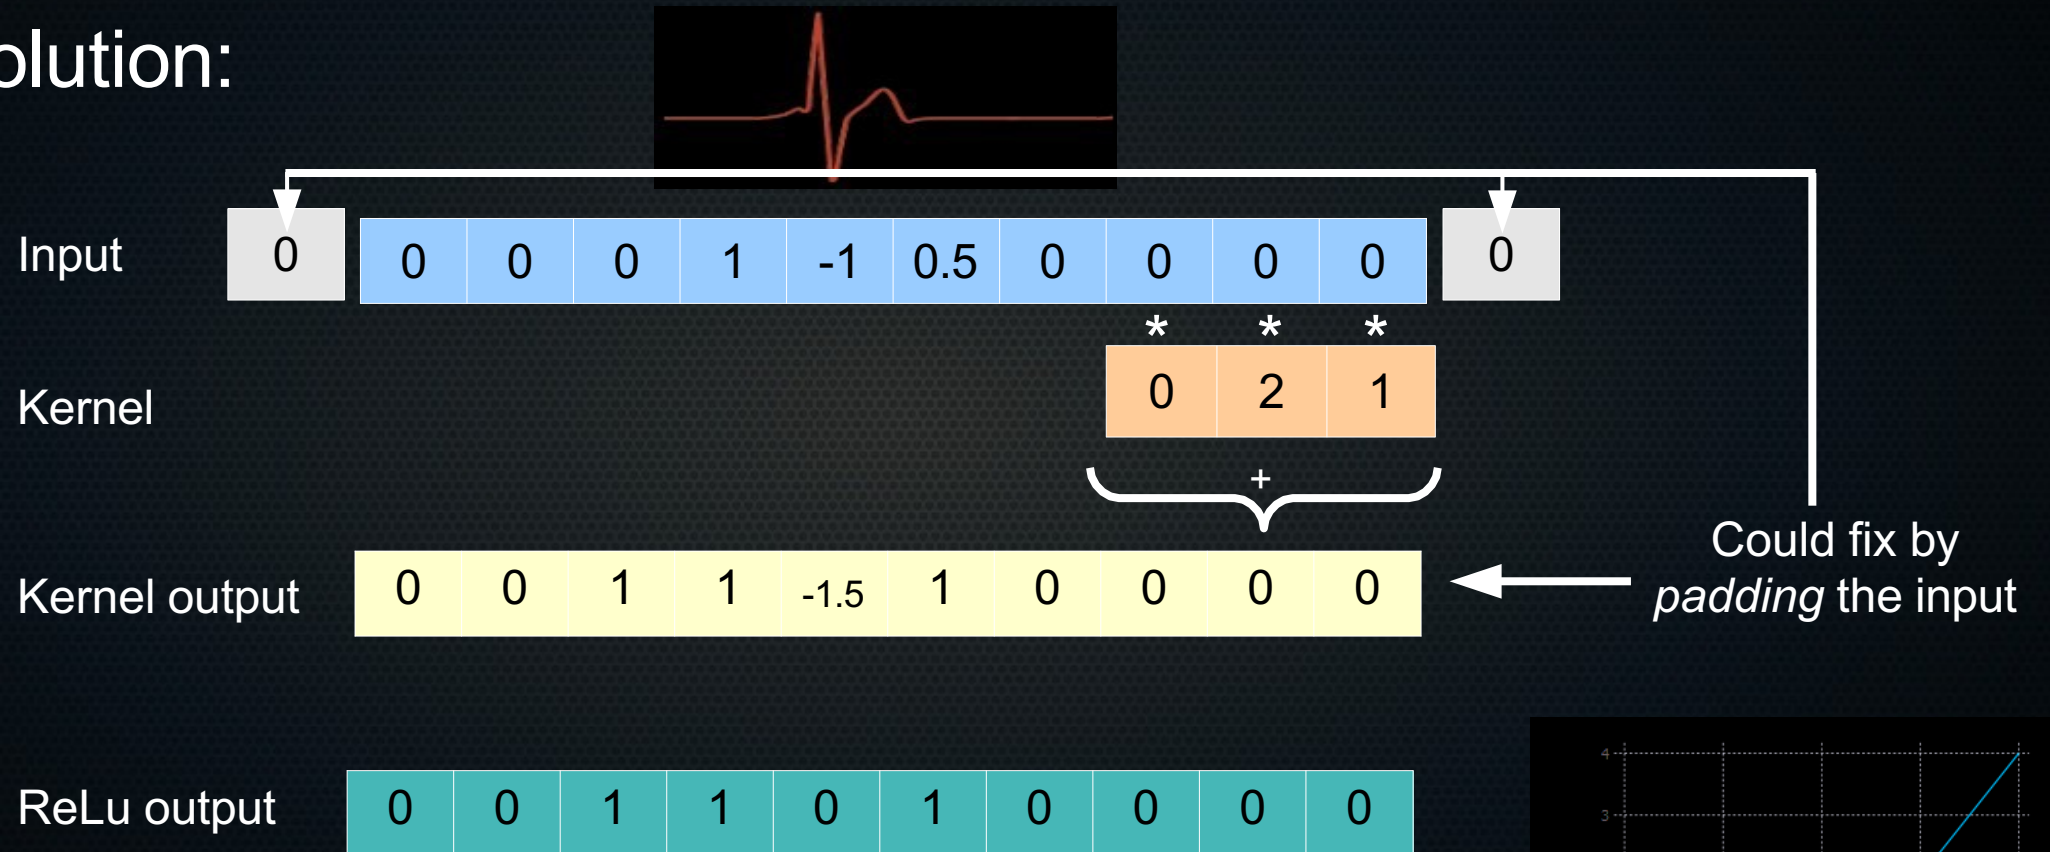 olution:
Input 0 0 0 0 1 -1 0.5 0 0 0 0 0
* * *
Kernel 0 2 1
+
Could fix by
padding the input
Kernel output 0 0 1 1 -1.5 1 0 0 0 0
ReLu output 0 0 1 1 0 1 0 0 0 0
4
3